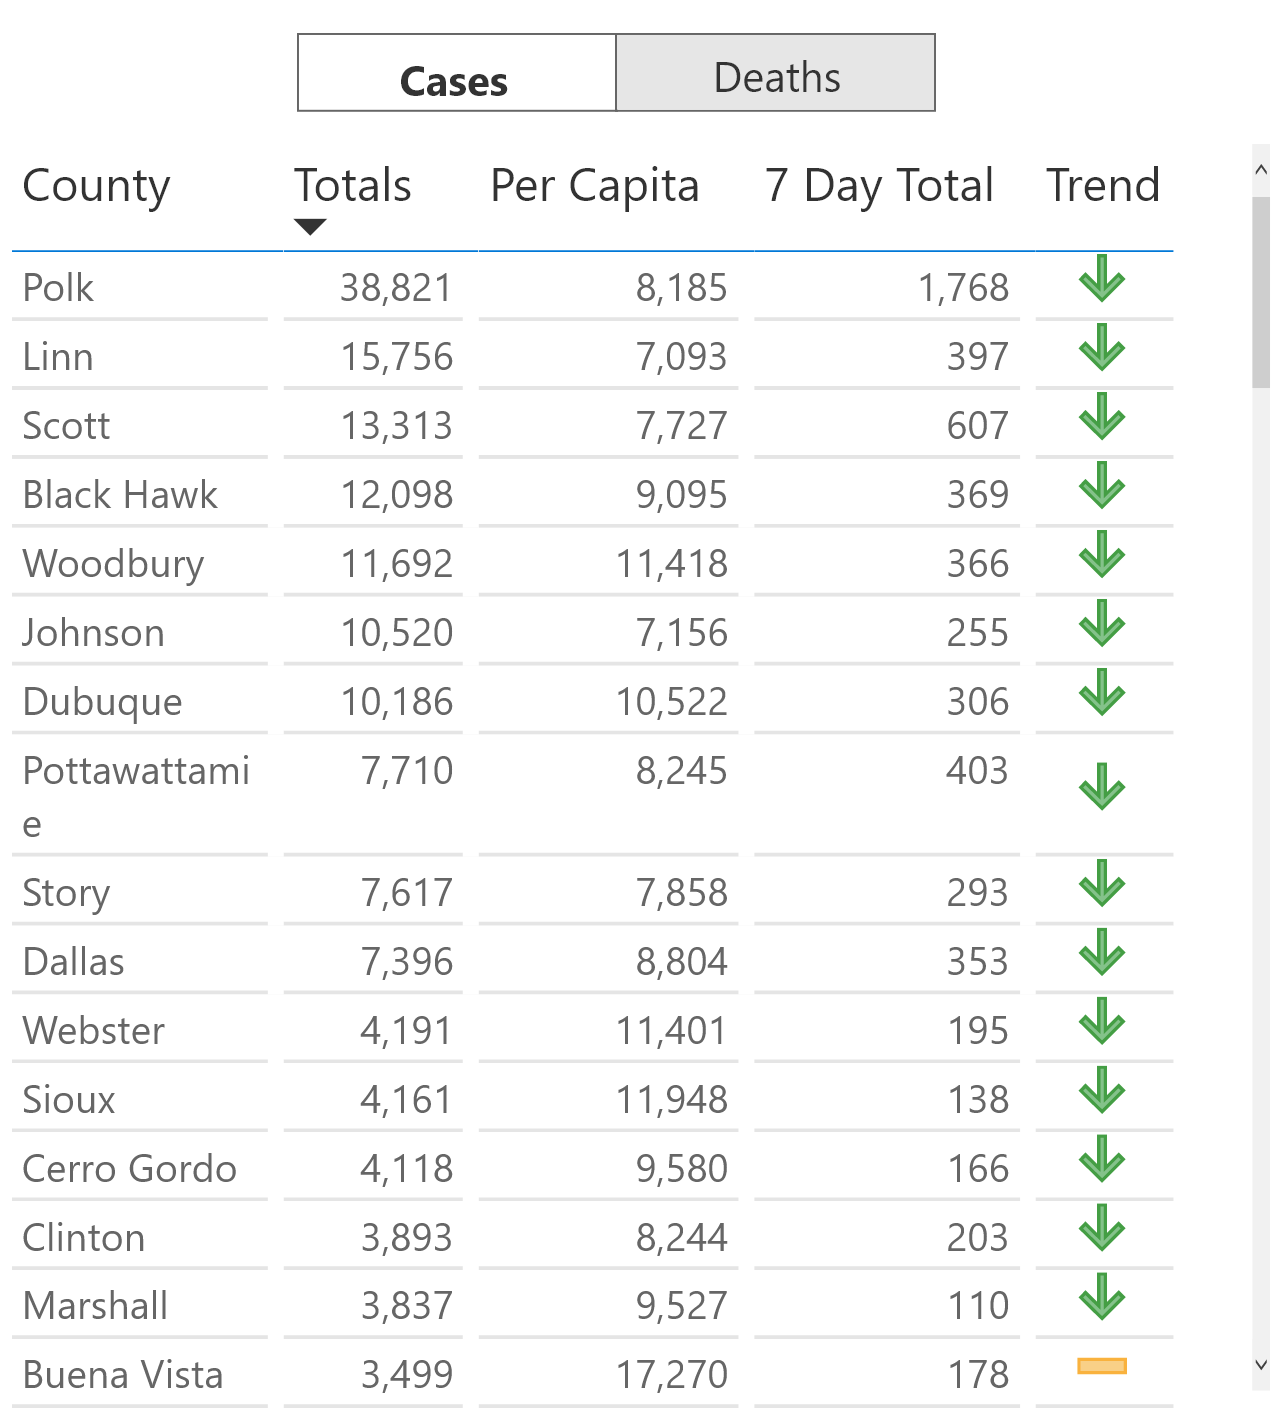 Cases Deaths
County Totals Per Capita 7 Day Total Trend
Polk 38,821 8,185 1,768
Linn 15,756 7,093 397
Scott 13,313 7,727 607
Black Hawk 12,098 9,095 369
Woodbury 11,692 11,418 366
Johnson 10,520 7,156 255
Dubuque 10,186 10,522 306
Pottawattami 7,710 8,245 403
e
Story 7,617 7,858 293
Dallas 7,396 8,804 353
Webster 4,191 11,401 195
Sioux 4,161 11,948 138
Cerro Gordo 4,118 9,580 166
Clinton 3,893 8,244 203
Marshall 3,837 9,527 110
Buena Vista 3,499 17,270 178